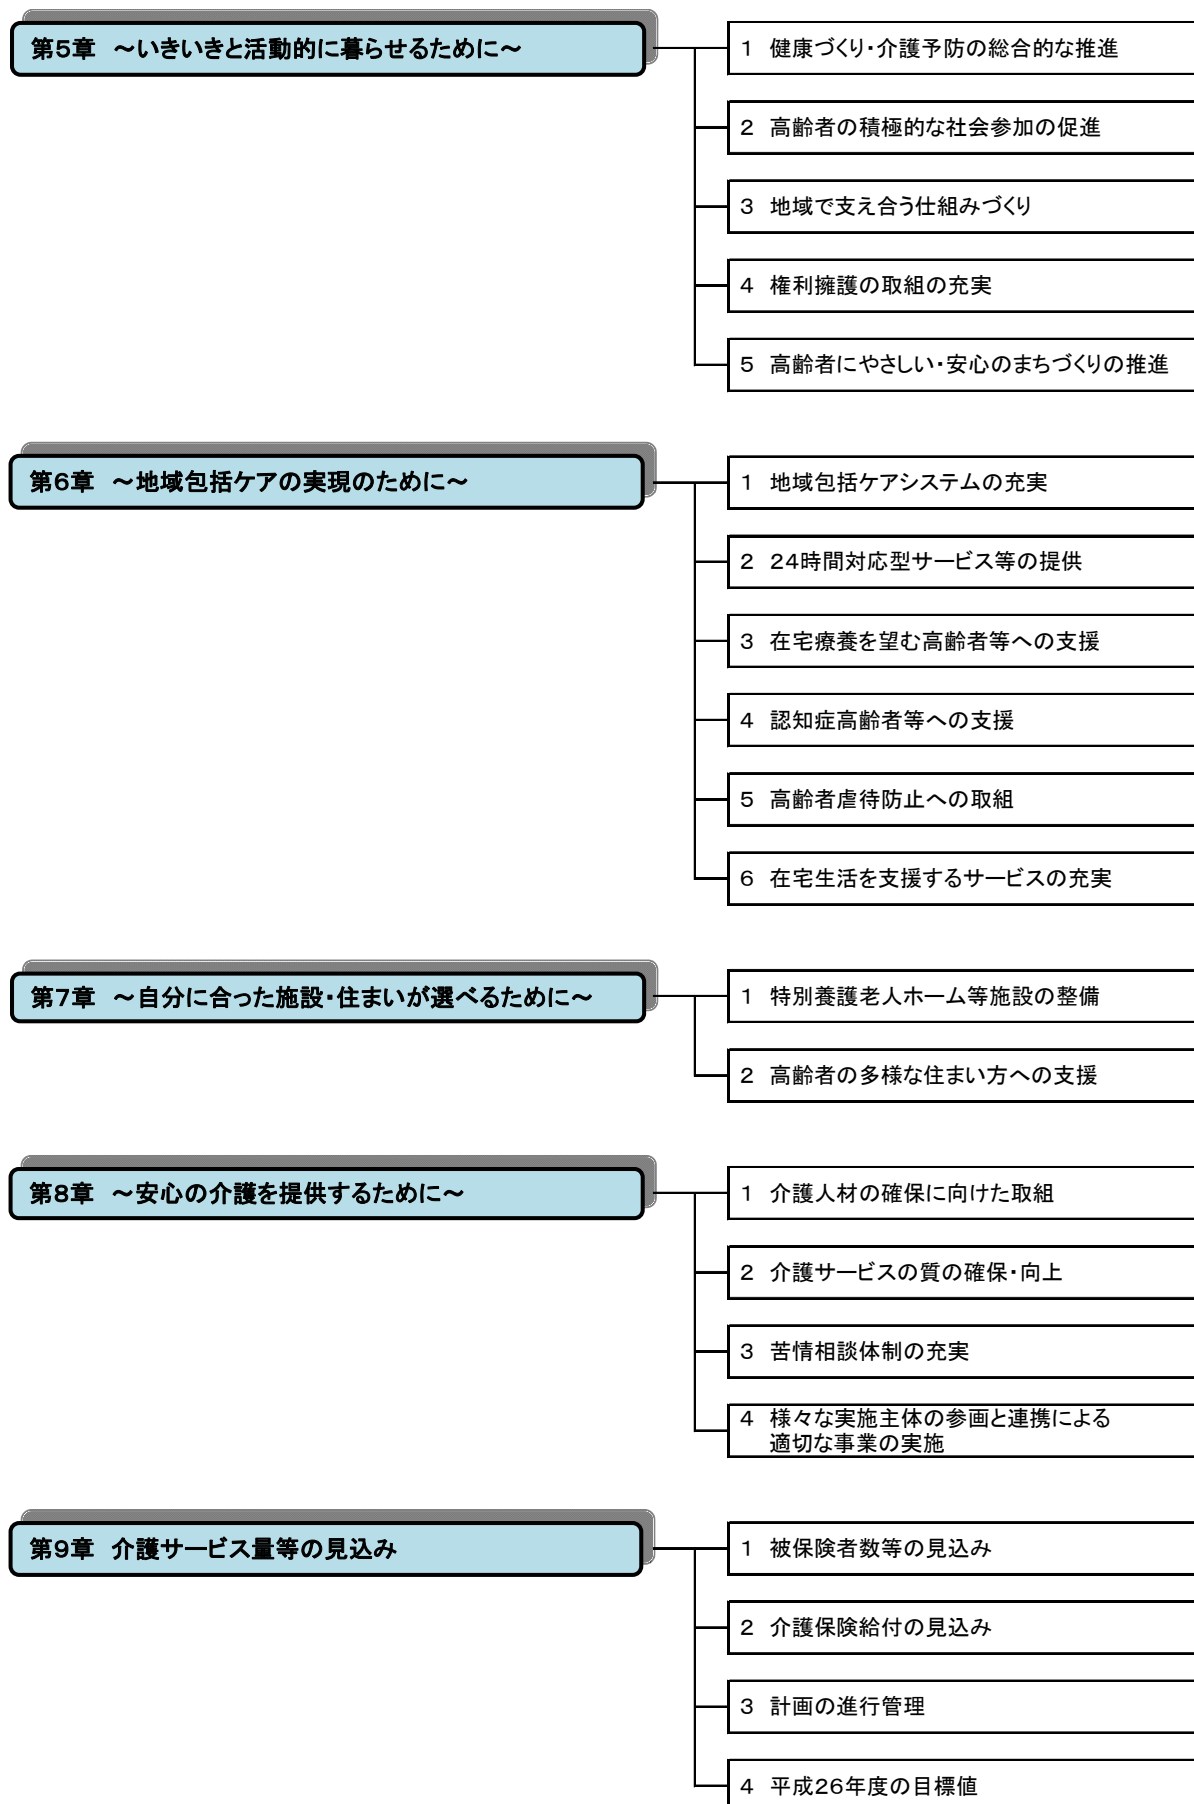 第5章　～いきいきと活動的に暮らせるために～
1　健康づくり・介護予防の総合的な推進
2　高齢者の積極的な社会参加の促進
3　地域で支え合う仕組みづくり
4　権利擁護の取組の充実
5　高齢者にやさしい・安心のまちづくりの推進
第6章　～地域包括ケアの実現のために～
1　地域包括ケアシステムの充実
2　24時間対応型サービス等の提供
3　在宅療養を望む高齢者等への支援
4　認知症高齢者等への支援
5　高齢者虐待防止への取組
6　在宅生活を支援するサービスの充実
第7章　～自分に合った施設・住まいが選べるために～
1　特別養護老人ホーム等施設の整備
2　高齢者の多様な住まい方への支援
第8章　～安心の介護を提供するために～
1　介護人材の確保に向けた取組
2　介護サービスの質の確保・向上
3　苦情相談体制の充実
4　様々な実施主体の参画と連携による
適切な事業の実施
第9章　介護サービス量等の見込み
1　被保険者数等の見込み
2　介護保険給付の見込み
3　計画の進行管理
4　平成26年度の目標値